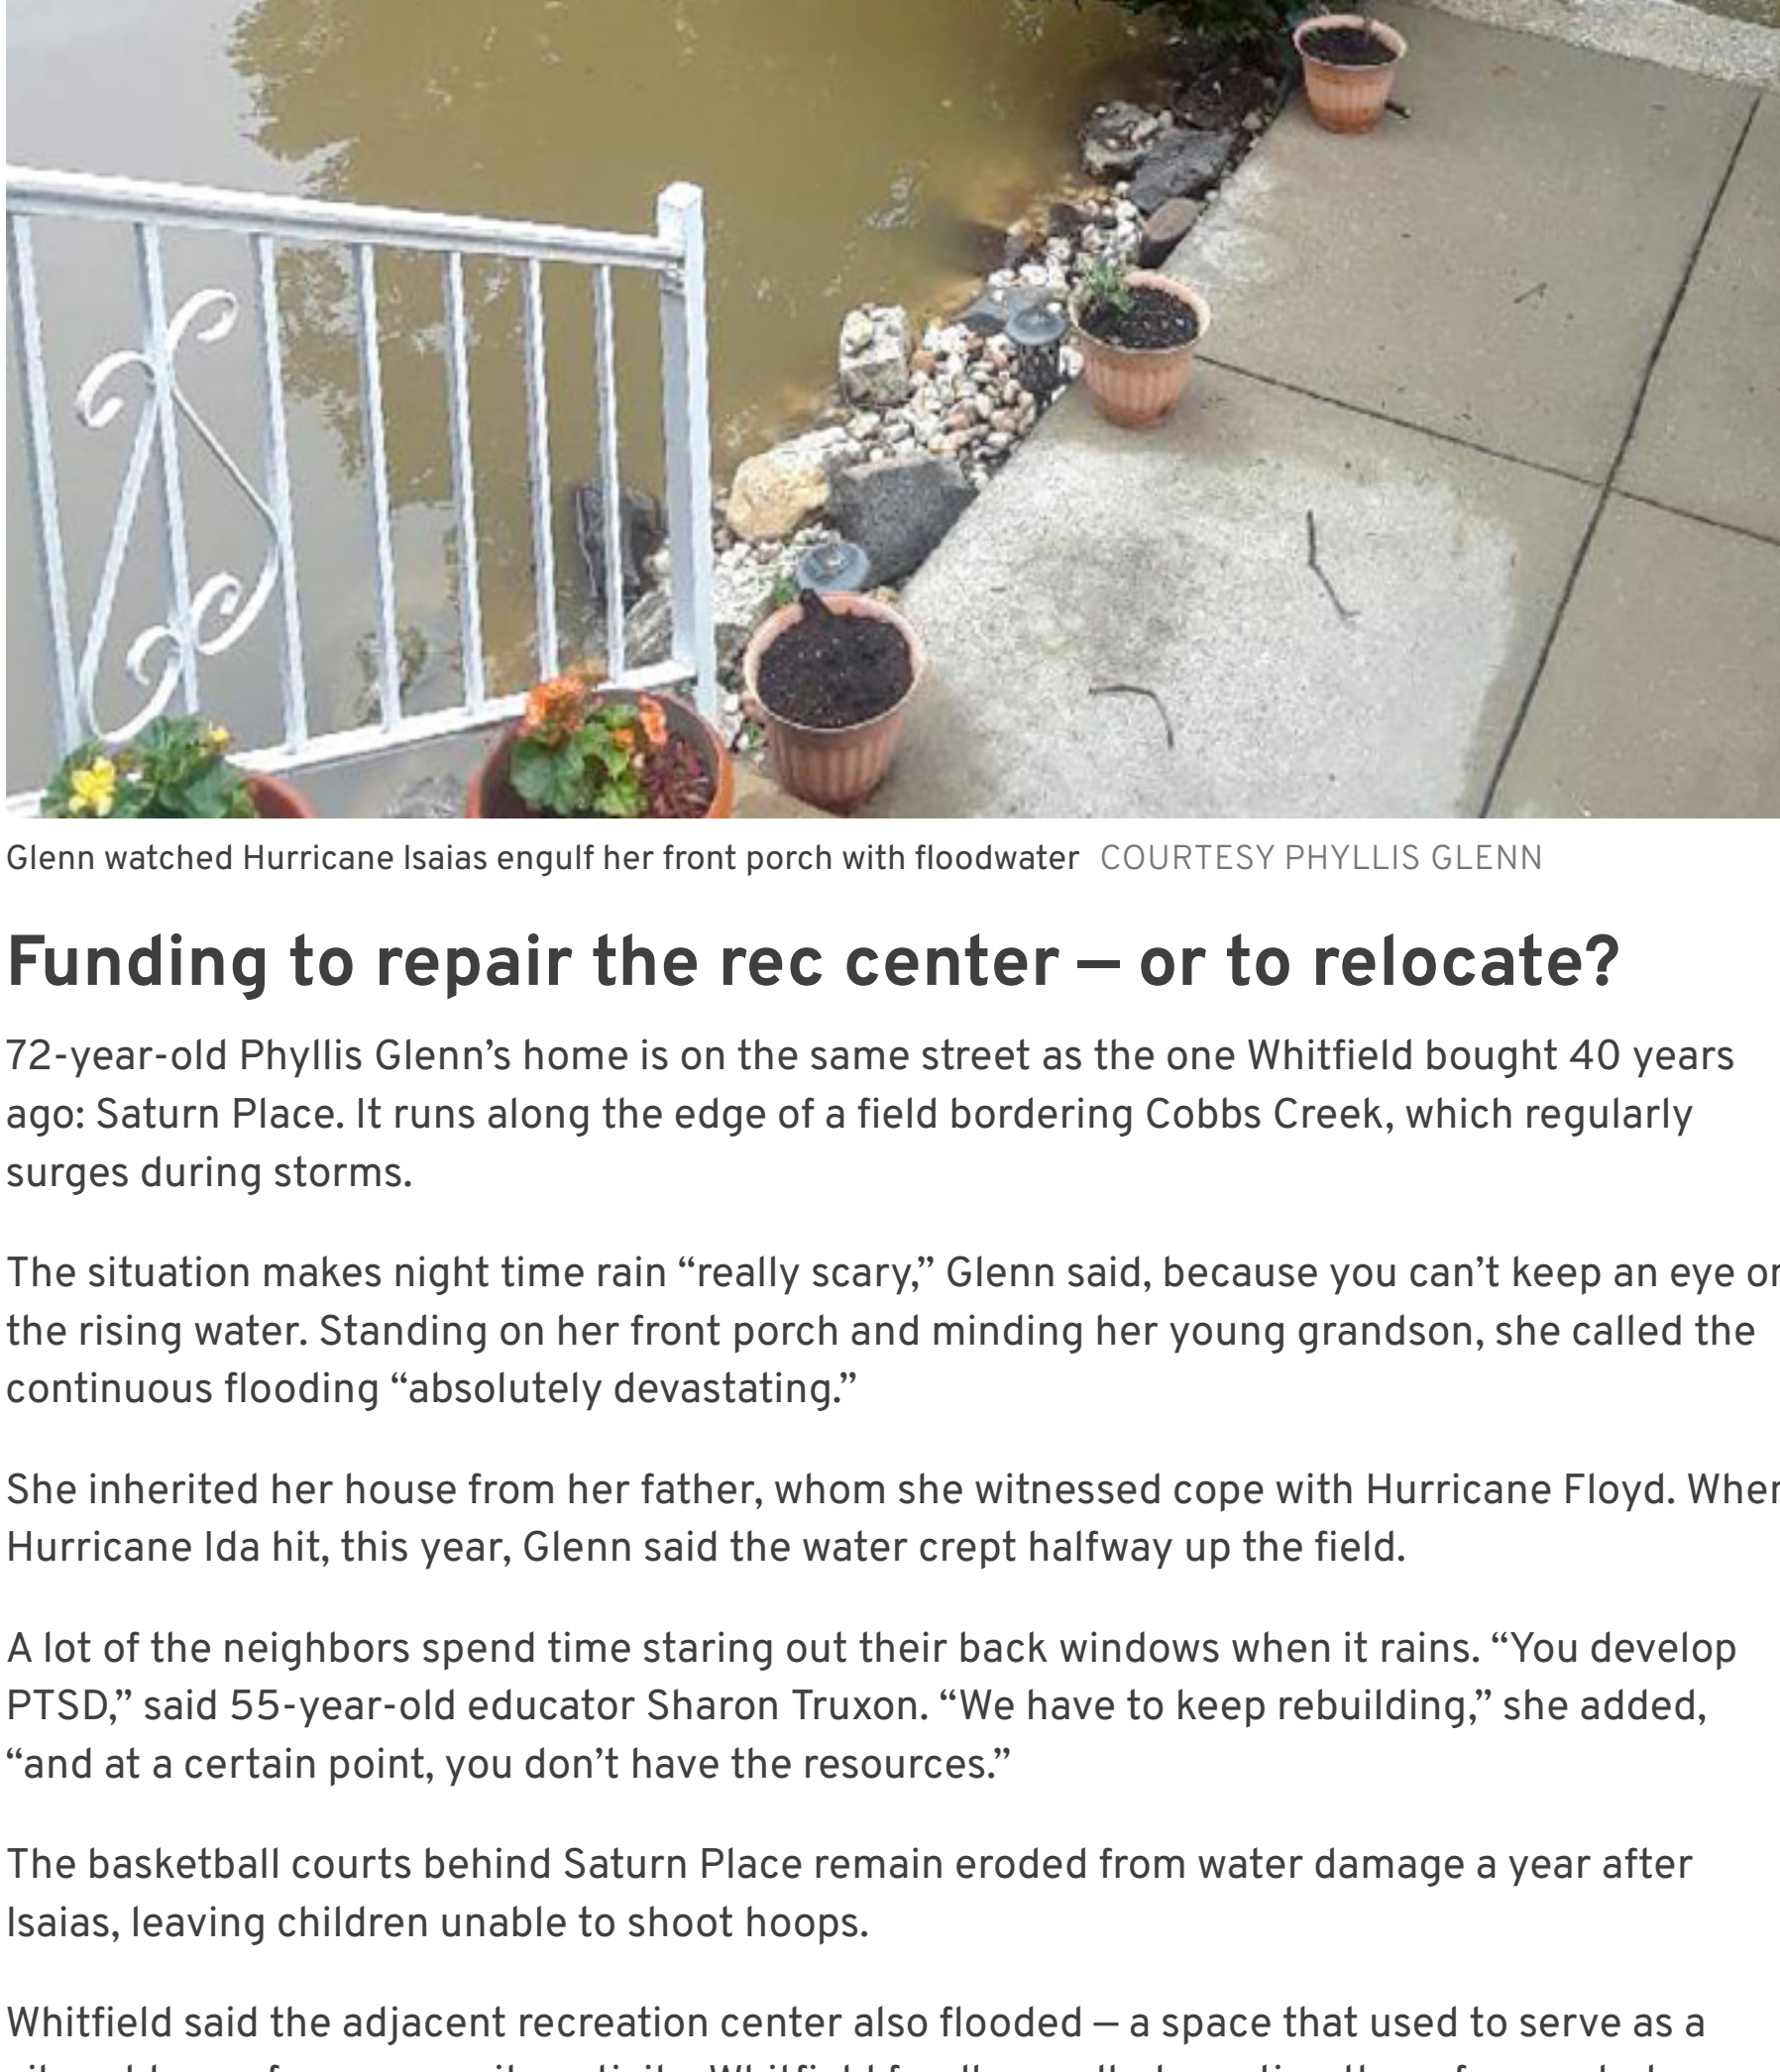 Glenn watched Hurricane Isaias engulf her front porch with floodwater COURTESY PHYLLIS GLENN
Funding to repair the rec center – or to relocate?
72-year-old Phyllis Glenn’s home is on the same street as the one Whitfield bought 40 years
ago: Saturn Place. It runs along the edge of a field bordering Cobbs Creek, which regularly
surges during storms.
The situation makes night time rain “really scary,” Glenn said, because you can’t keep an eye
the rising water. Standing on her front porch and minding her young grandson, she called the
continuous flooding “absolutely devastating.”
She inherited her house from her father, whom she witnessed cope with Hurricane Floyd. When
Hurricane Ida hit, this year, Glenn said the water crept halfway up the field.
A lot of the neighbors spend time staring out their back windows when it rains. “You develop
PTSD,” said 55-year-old educator Sharon Truxon. “We have to keep rebuilding,” she added,
“and at a certain point, you don’t have the resources.”
The basketball courts behind Saturn Place remain eroded from water damage a year after
Isaias, leaving children unable to shoot hoops.
Whitfield said the adjacent recreation center also flooded – a space that used to serve as a